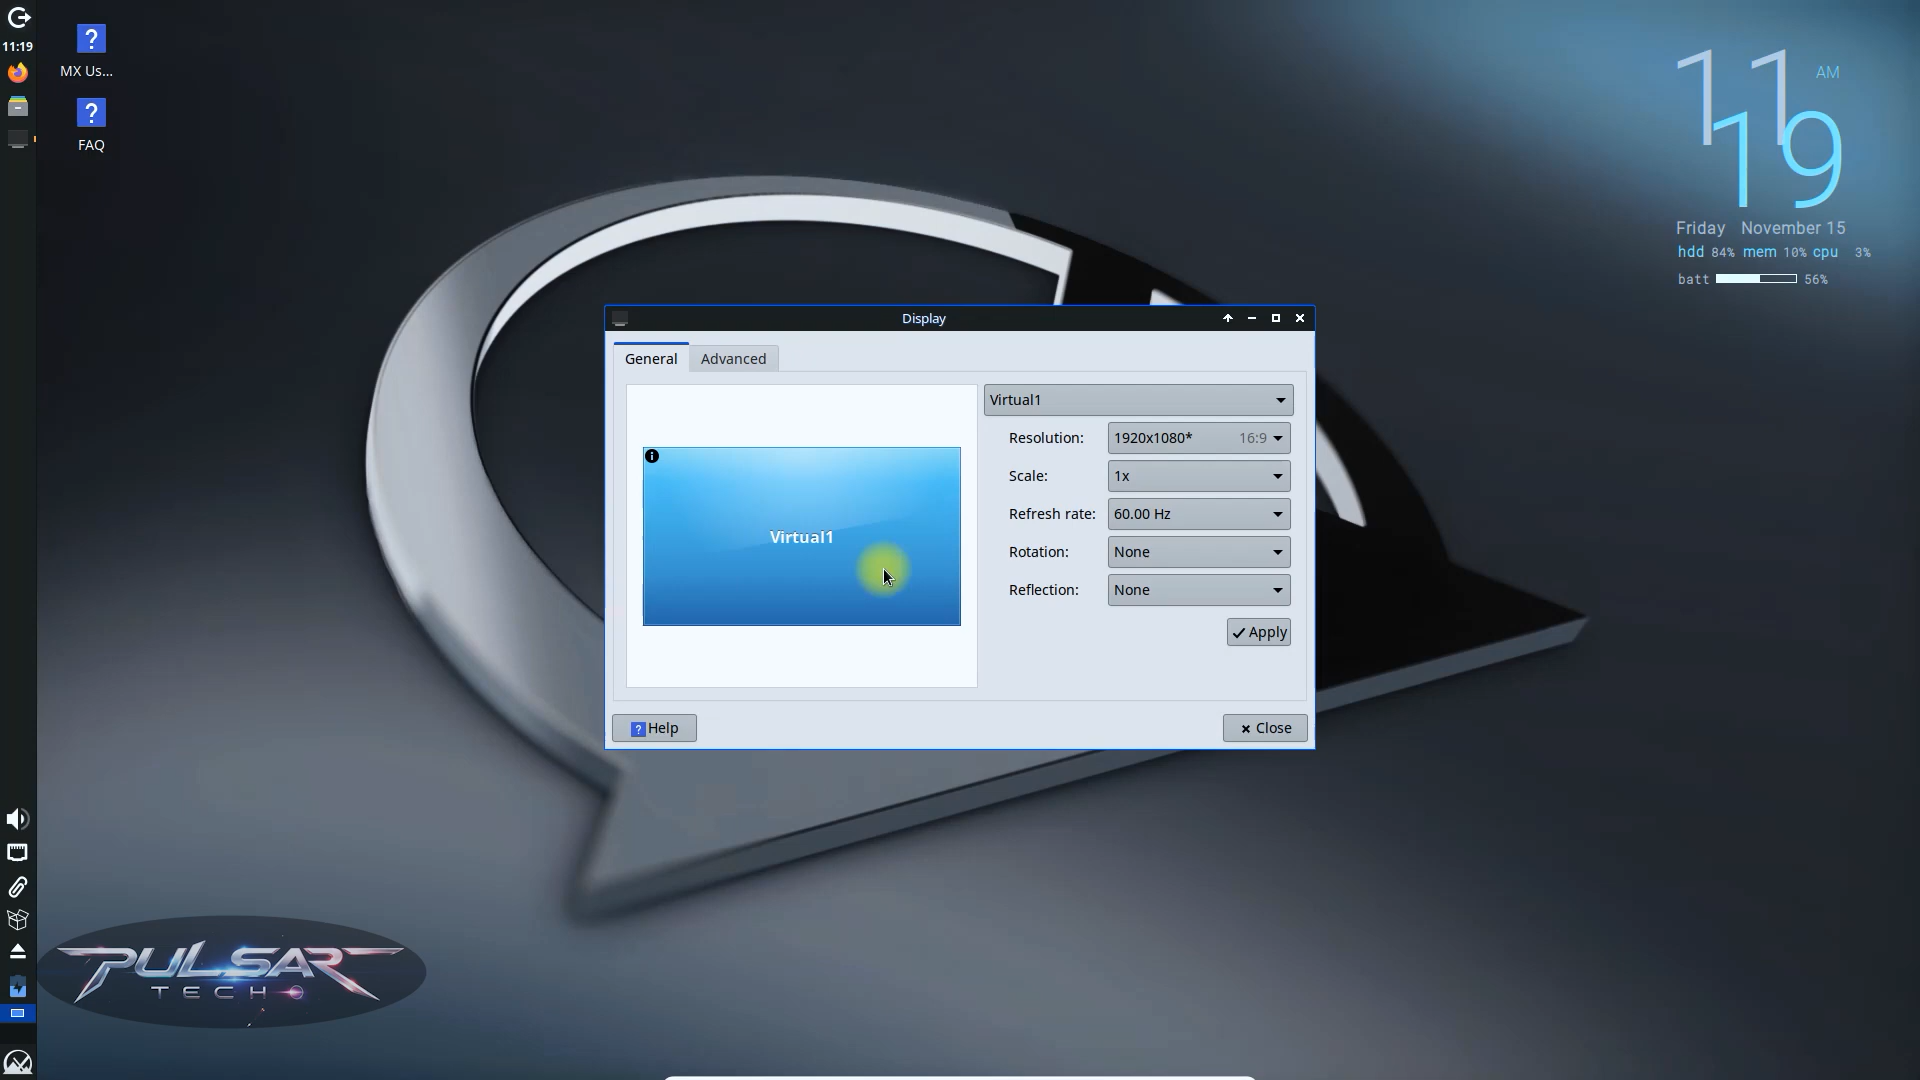 11:19
MX Us...
FAQ
11
AM
19
Friday November 15
hdd 84% mem 10% cpu 3%
batt 56%
Display
General
Advanced
Virtual1
Virtual1
Resolution:
1920x1080* 16:9
Scale:
1x
Refresh rate:
60.00 Hz
Rotation:
None
Reflection:
None
Apply
Help
Close
PULSAR
TECH